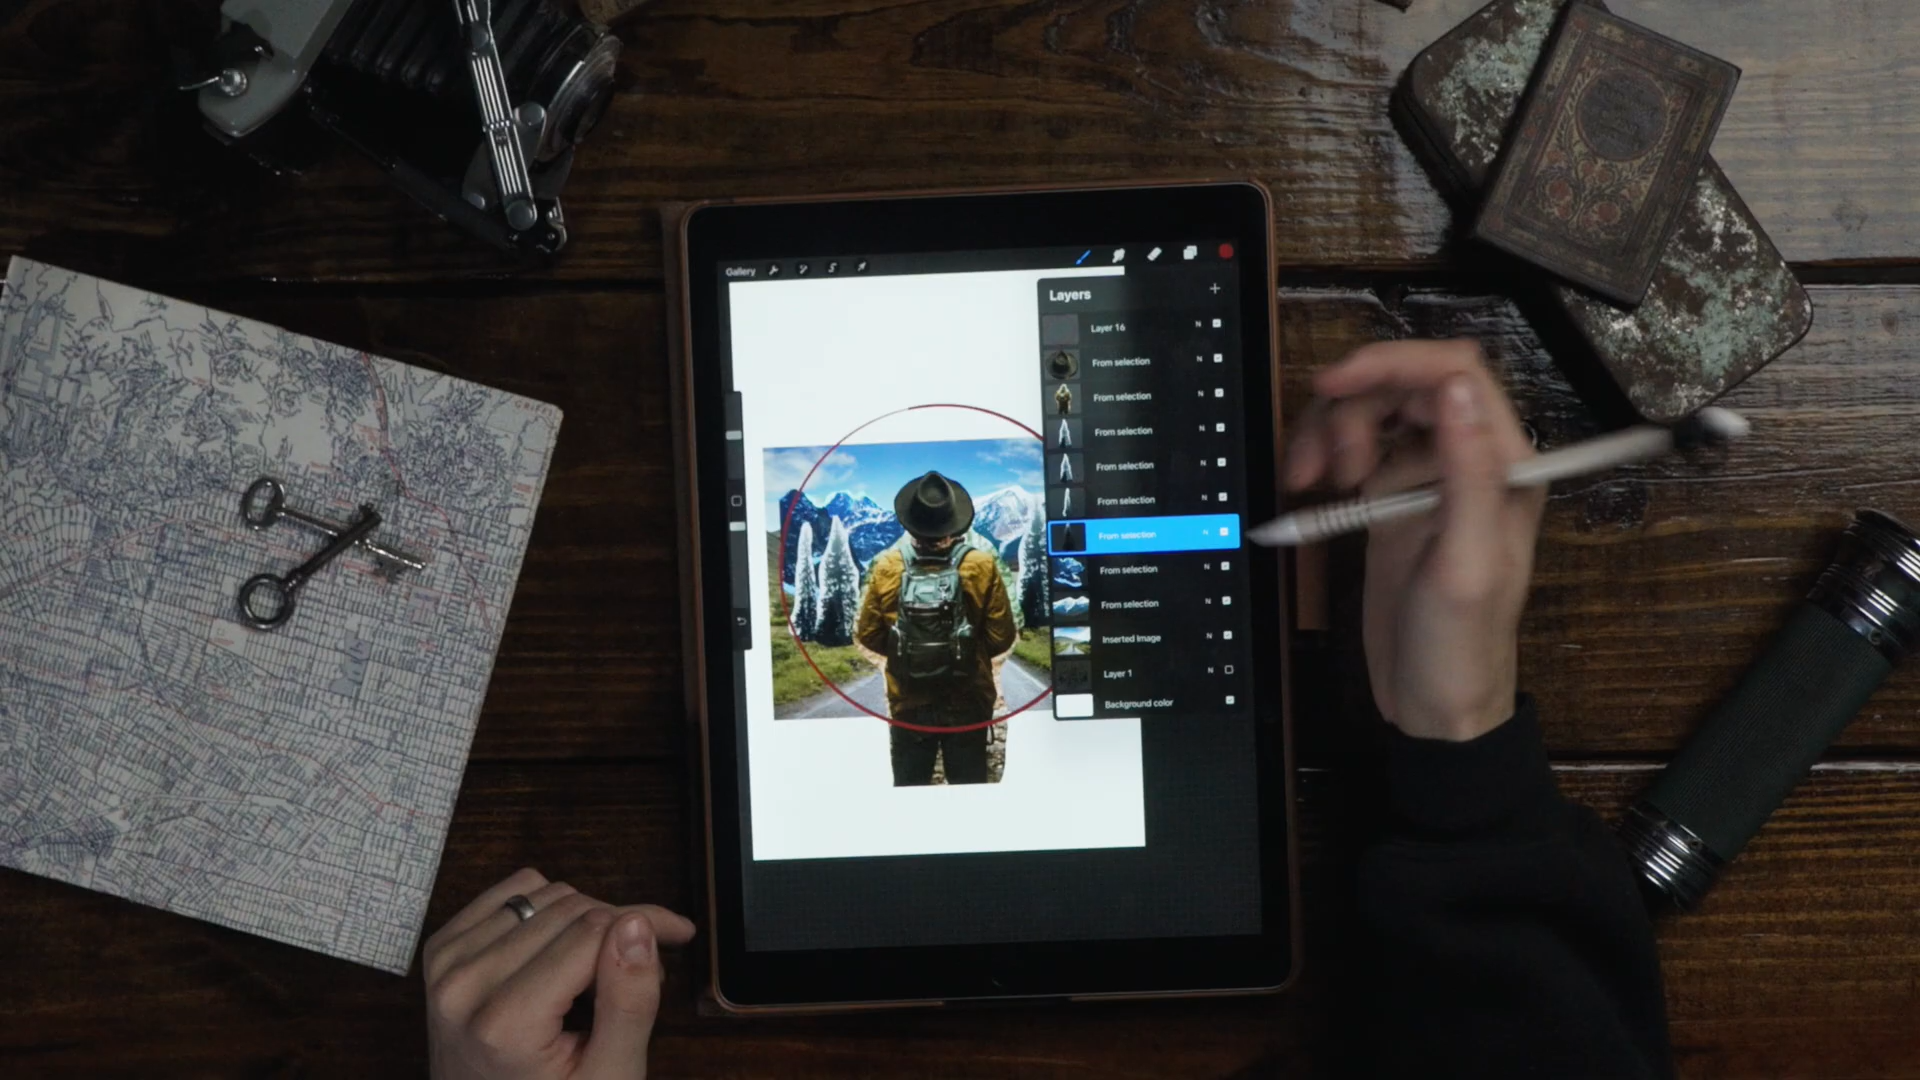 Gallery
Layers
Layer 16 N
From selection N
From selection N
From selection N
From selection N
From selection N
From selection N
From selection N
From selection N
Inserted Image N
Layer 1 N
Background color
GRIFFI